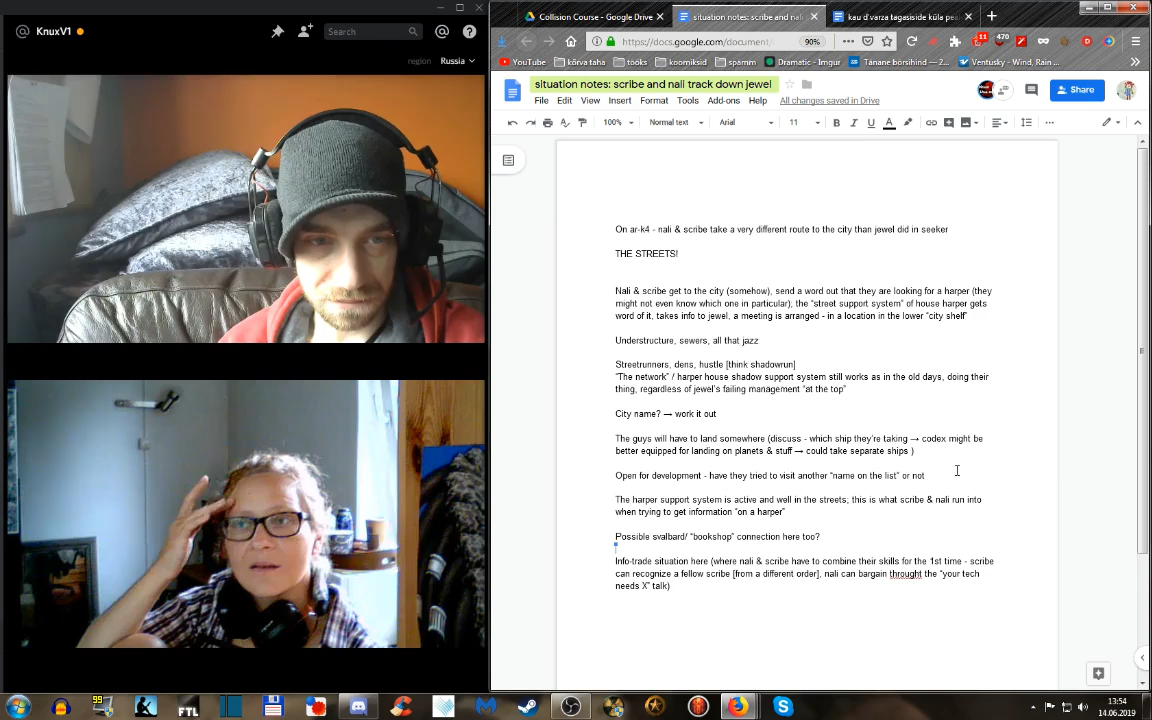 KnuxV1
Search
region
Russia
Collision Course - Google Drive
situation notes: scribe and nali
kau d'varza tagasiside küla pea
https://docs.google.com/document/
90%
11
470
YouTube
kõrva taha
tööks
koomiksid
spämm
Dramatic - Imgur
Tänane börsihind — 2
Ventusky - Wind, Rain ...
situation notes: scribe and nali track down jewel
File Edit View Insert Format Tools Add-ons Help All changes saved in Drive
Share
100% Normal text Arial 11 B I U A
On ar-k4 - nali & scribe take a very different route to the city than jewel did in seeker
THE STREETS!
Nali & scribe get to the city (somehow), send a word out that they are looking for a harper (they
might not even know which one in particular); the “street support system” of house harper gets
word of it, takes info to jewel, a meeting is arranged - in a location in the lower “city shelf”
Understructure, sewers, all that jazz
Streetrunners, dens, hustle [think shadowrun]
“The network” / harper house shadow support system still works as in the old days, doing their
thing, regardless of jewel’s failing management “at the top”
City name? → work it out
The guys will have to land somewhere (discuss - which ship they’re taking → codex might be
better equipped for landing on planets & stuff → could take separate ships )
Open for development - have they tried to visit another “name on the list” or not
The harper support system is active and well in the streets; this is what scribe & nali run into
when trying to get information “on a harper”
Possible svalbard/ “bookshop” connection here too?
Info-trade situation here (where nali & scribe have to combine their skills for the 1st time - scribe
can recognize a fellow scribe [from a different order], nali can bargain throught the “your tech
needs X” talk)
99
FTL
13:54
14.06.2019